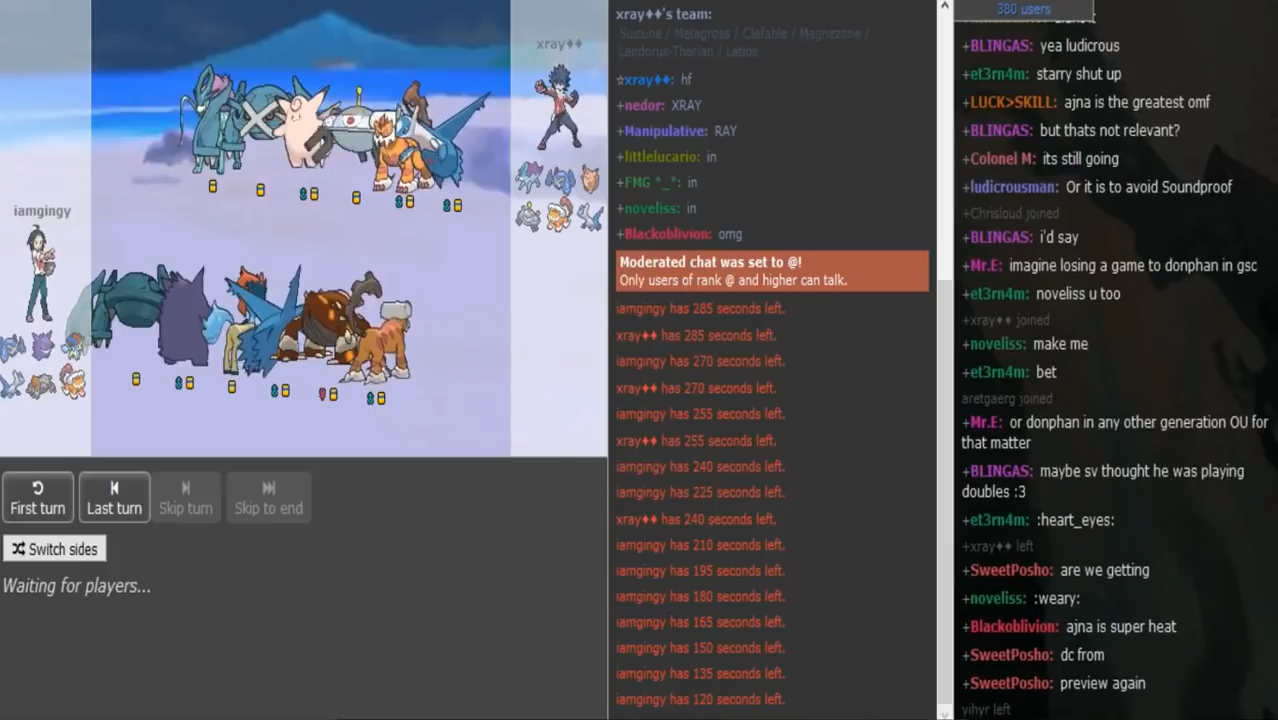 xray♦♦
iamgingy
First turn
Last turn
Skip turn
Skip to end
Switch sides
Waiting for players...
xray♦♦'s team:
Suicune / Metagross / Clefable / Magnezone /
Landorus-Therian / Latios
☆xray♦♦: hf
+nedor: XRAY
+Manipulative: RAY
+littlelucario: in
+FMG *_*: in
+noveliss: in
+Blackoblivion: omg
Moderated chat was set to @!
Only users of rank @ and higher can talk.
iamgingy has 285 seconds left.
xray♦♦ has 285 seconds left.
iamgingy has 270 seconds left.
xray♦♦ has 270 seconds left.
iamgingy has 255 seconds left.
xray♦♦ has 255 seconds left.
iamgingy has 240 seconds left.
iamgingy has 225 seconds left.
xray♦♦ has 240 seconds left.
iamgingy has 210 seconds left.
iamgingy has 195 seconds left.
iamgingy has 180 seconds left.
iamgingy has 165 seconds left.
iamgingy has 150 seconds left.
iamgingy has 135 seconds left.
iamgingy has 120 seconds left.
380 users
+BLINGAS: yea ludicrous
+et3rn4m: starry shut up
+LUCK>SKILL: ajna is the greatest omf
+BLINGAS: but thats not relevant?
+Colonel M: its still going
+ludicrousman: Or it is to avoid Soundproof
+Chrisloud joined
+BLINGAS: i'd say
+Mr.E: imagine losing a game to donphan in gsc
+et3rn4m: noveliss u too
+xray♦♦ joined
+noveliss: make me
+et3rn4m: bet
aretgaerg joined
+Mr.E: or donphan in any other generation OU for
that matter
+BLINGAS: maybe sv thought he was playing
doubles :3
+et3rn4m: :heart_eyes:
+xray♦♦ left
+SweetPosho: are we getting
+noveliss: :weary:
+Blackoblivion: ajna is super heat
+SweetPosho: dc from
+SweetPosho: preview again
yihyr left